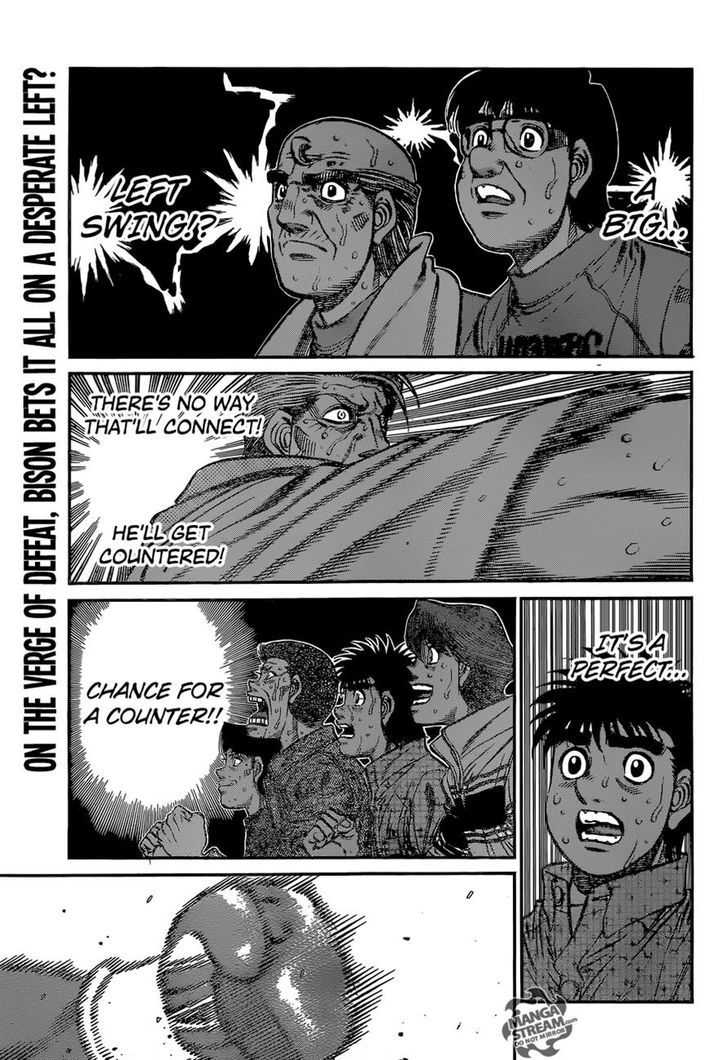 ON THE VERGE OF DEFEAT, BISON BETS IT ALL ON A DESPERATE LEFT?
A
BIG...
LEFT
SWING!?
THERE'S NO WAY
THAT'LL CONNECT!
HE'LL GET
COUNTERED!
IT'S A
PERFECT...
CHANCE FOR
A COUNTER!!
MANGA
STREAM.com
DO NOT MIRROR!